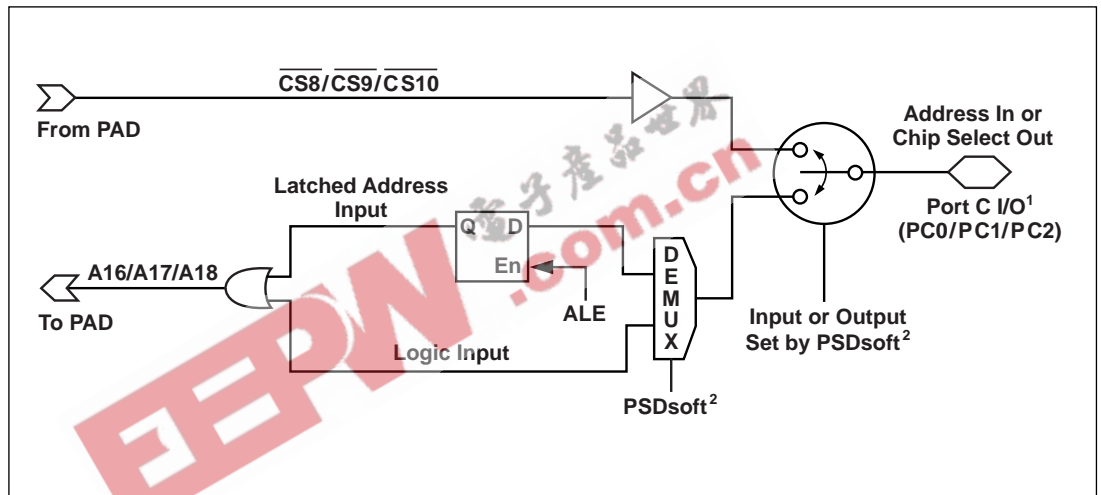 CS8/CS9/CS10
From PAD
Address In or
Chip Select Out
Port C I/O¹
(PC0/PC1/PC2)
Latched Address
Input
Q D
En
ALE
DEMUX
A16/A17/A18
To PAD
Logic Input
PSDsoft²
Input or Output
Set by PSDsoft²
EEPW.com.cn
电子產品世界